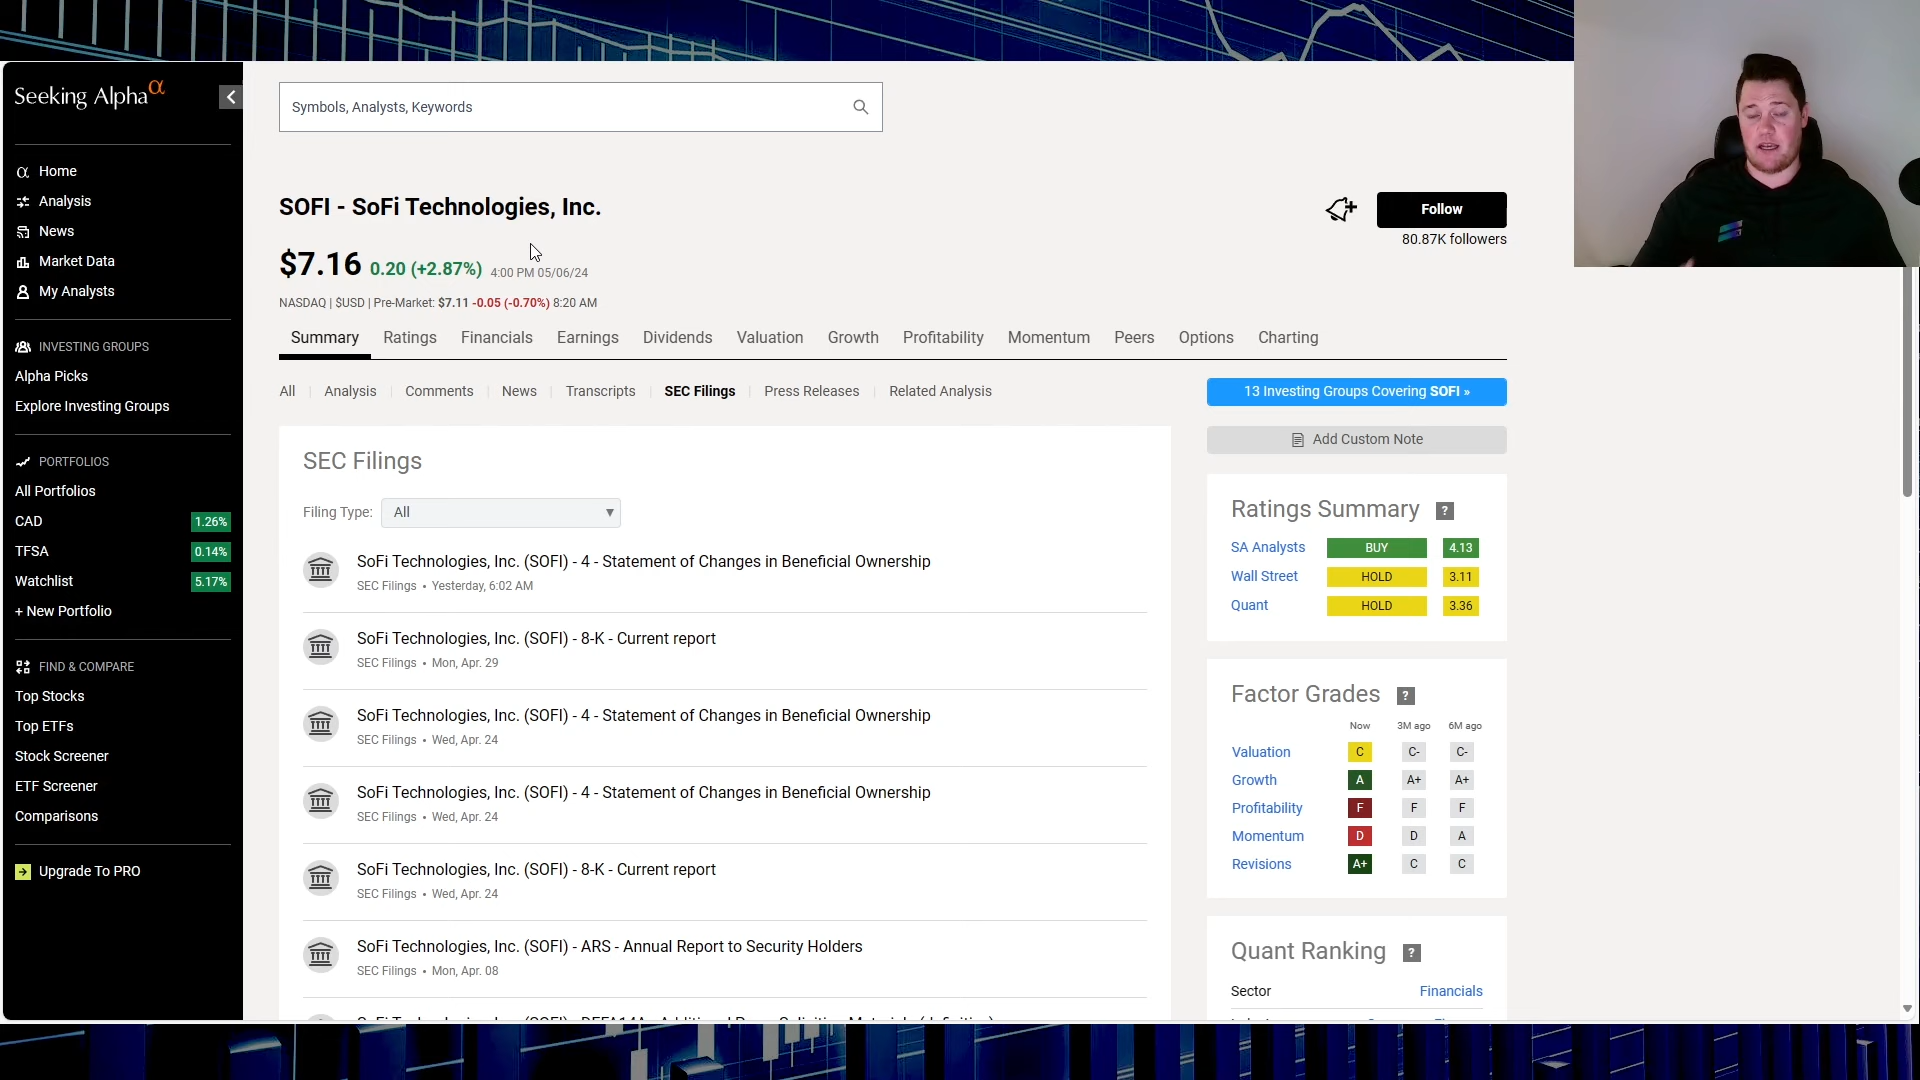 Seeking Alpha α
Home
Analysis
News
Market Data
My Analysts
INVESTING GROUPS
Alpha Picks
Explore Investing Groups
PORTFOLIOS
All Portfolios
CAD 1.26%
TFSA 0.14%
Watchlist 5.17%
+ New Portfolio
FIND & COMPARE
Top Stocks
Top ETFs
Stock Screener
ETF Screener
Comparisons
Upgrade To PRO
Symbols, Analysts, Keywords
SOFI - SoFi Technologies, Inc.
$7.16 0.20 (+2.87%) 4:00 PM 05/06/24
NASDAQ | $USD | Pre-Market: $7.11 -0.05 (-0.70%) 8:20 AM
Follow
80.87K followers
Summary Ratings Financials Earnings Dividends Valuation Growth Profitability Momentum Peers Options Charting
All | Analysis | Comments | News | Transcripts | SEC Filings | Press Releases | Related Analysis
SEC Filings
Filing Type: All
SoFi Technologies, Inc. (SOFI) - 4 - Statement of Changes in Beneficial Ownership
SEC Filings • Yesterday, 6:02 AM
SoFi Technologies, Inc. (SOFI) - 8-K - Current report
SEC Filings • Mon, Apr. 29
SoFi Technologies, Inc. (SOFI) - 4 - Statement of Changes in Beneficial Ownership
SEC Filings • Wed, Apr. 24
SoFi Technologies, Inc. (SOFI) - 4 - Statement of Changes in Beneficial Ownership
SEC Filings • Wed, Apr. 24
SoFi Technologies, Inc. (SOFI) - 8-K - Current report
SEC Filings • Wed, Apr. 24
SoFi Technologies, Inc. (SOFI) - ARS - Annual Report to Security Holders
SEC Filings • Mon, Apr. 08
13 Investing Groups Covering SOFI »
Add Custom Note
Ratings Summary ?
SA Analysts BUY 4.13
Wall Street HOLD 3.11
Quant HOLD 3.36
Factor Grades ?
Now 3M ago 6M ago
Valuation C C- C-
Growth A A+ A+
Profitability F F F
Momentum D D A
Revisions A+ C C
Quant Ranking ?
Sector Financials